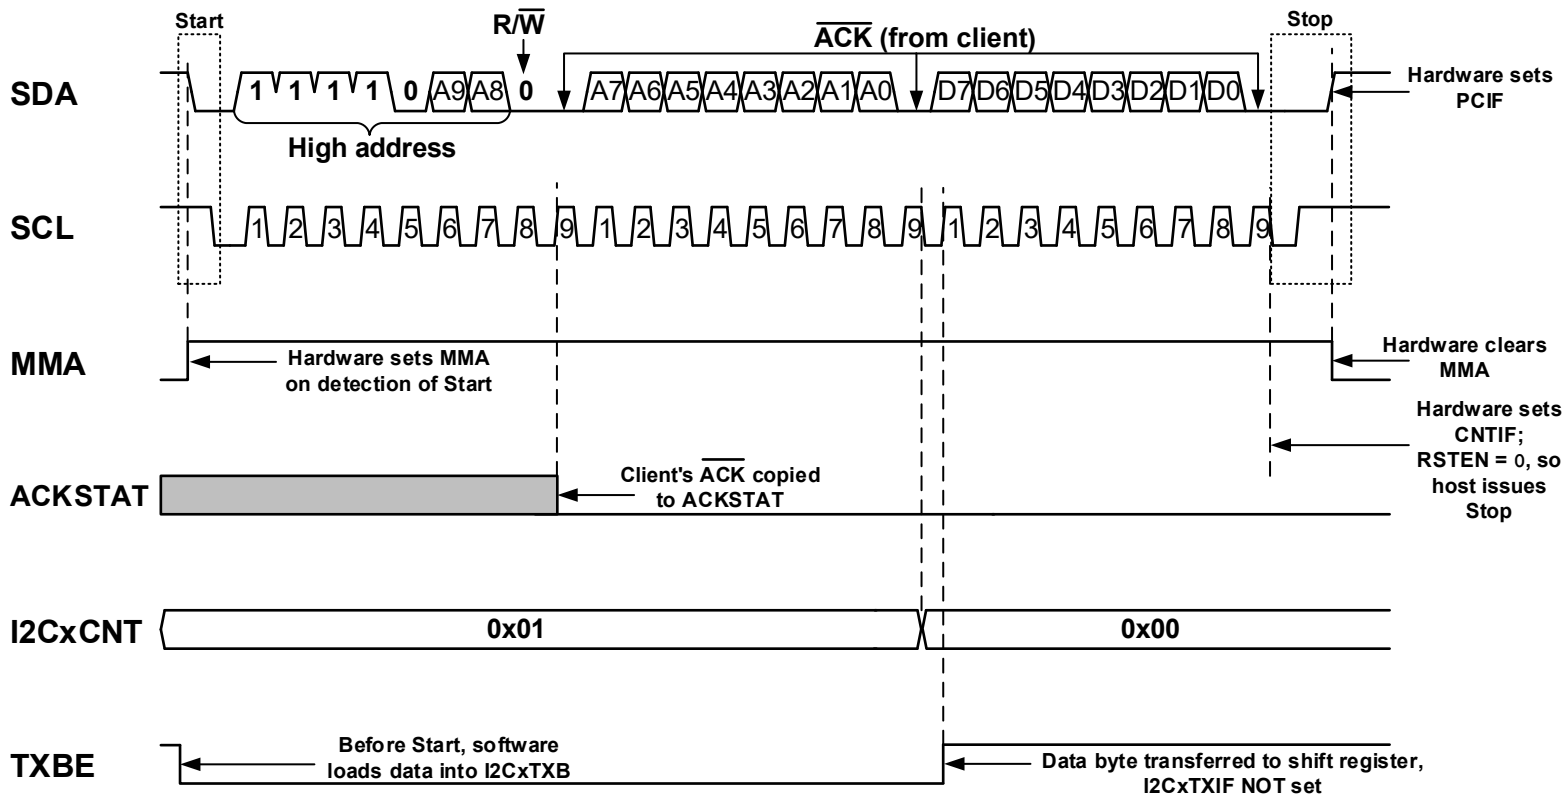 Start
R/W
ACK (from client)
Stop
SDA
1 1 1 1 0 A9 A8 0 A7 A6 A5 A4 A3 A2 A1 A0 D7 D6 D5 D4 D3 D2 D1 D0
Hardware sets
PCIF
High address
SCL
1 2 3 4 5 6 7 8 9 1 2 3 4 5 6 7 8 9 1 2 3 4 5 6 7 8 9
MMA
Hardware sets MMA
on detection of Start
Hardware clears
MMA
Hardware sets
CNTIF;
RSTEN = 0, so
host issues
Stop
ACKSTAT
Client's ACK copied
to ACKSTAT
I2CxCNT
0x01
0x00
TXBE
Before Start, software
loads data into I2CxTXB
Data byte transferred to shift register,
I2CxTXIF NOT set